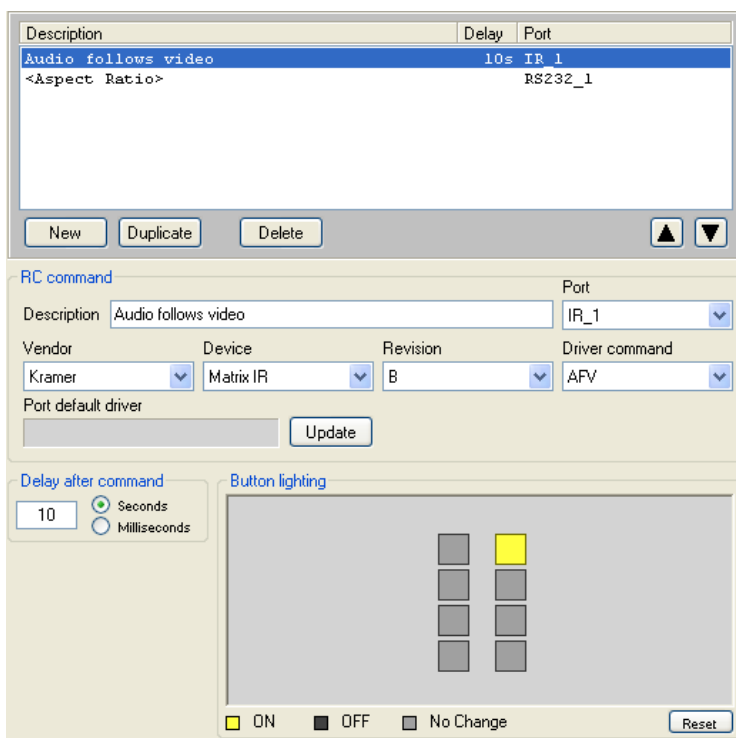 Description Delay Port
Audio follows video 10s IR_1
<Aspect Ratio> RS232_1
New Duplicate Delete
RC command
Port
Description Audio follows video IR_1
Vendor Device Revision Driver command
Kramer Matrix IR B AFV
Port default driver
Update
Delay after command
10 Seconds
Milliseconds
Button lighting
ON OFF No Change Reset